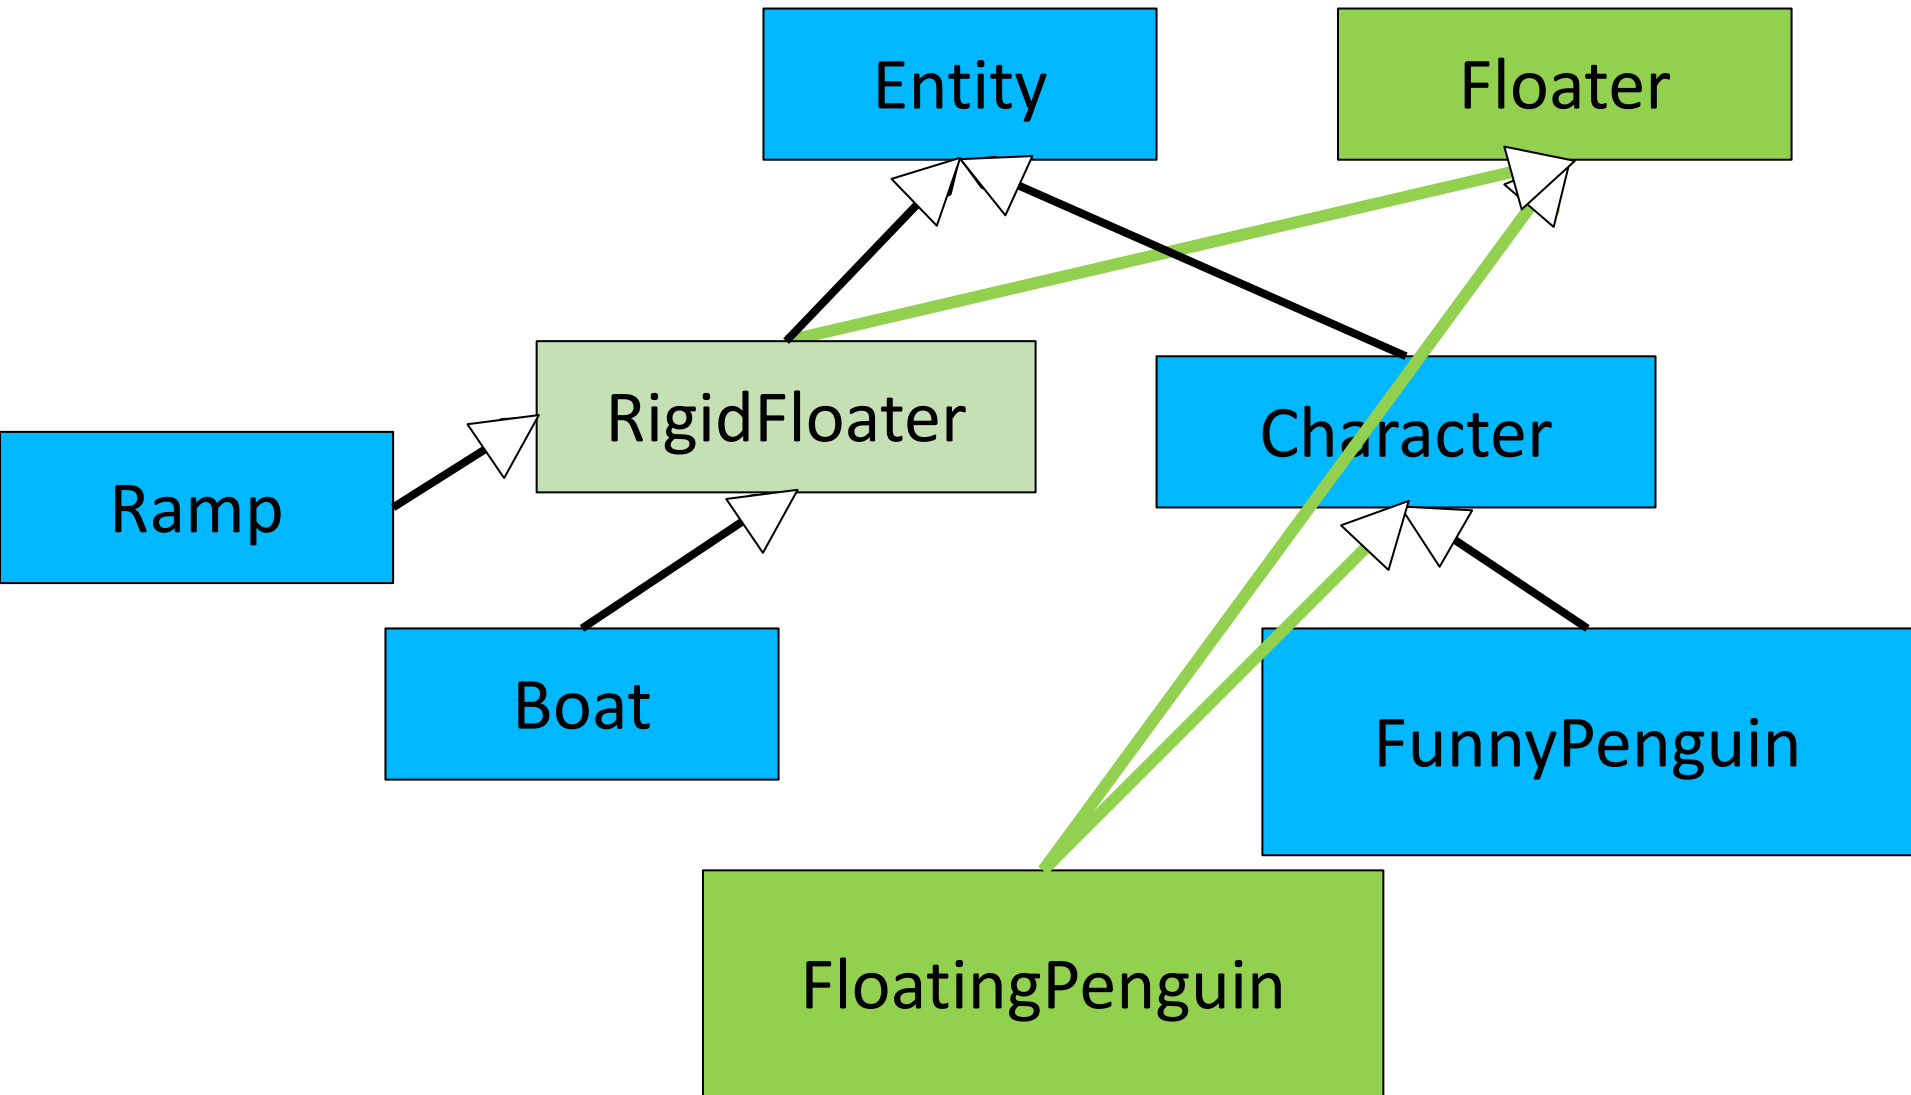 Entity
Floater
RigidFloater
Character
Ramp
Boat
FunnyPenguin
FloatingPenguin